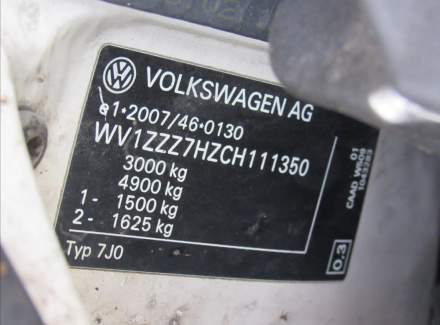 VOLKSWAGEN AG
e1*2007/46*0130
WV1ZZZ7HZCH111350
3000 kg
4900 kg
1- 1500 kg
2- 1625 kg
Typ 7J0
0.3